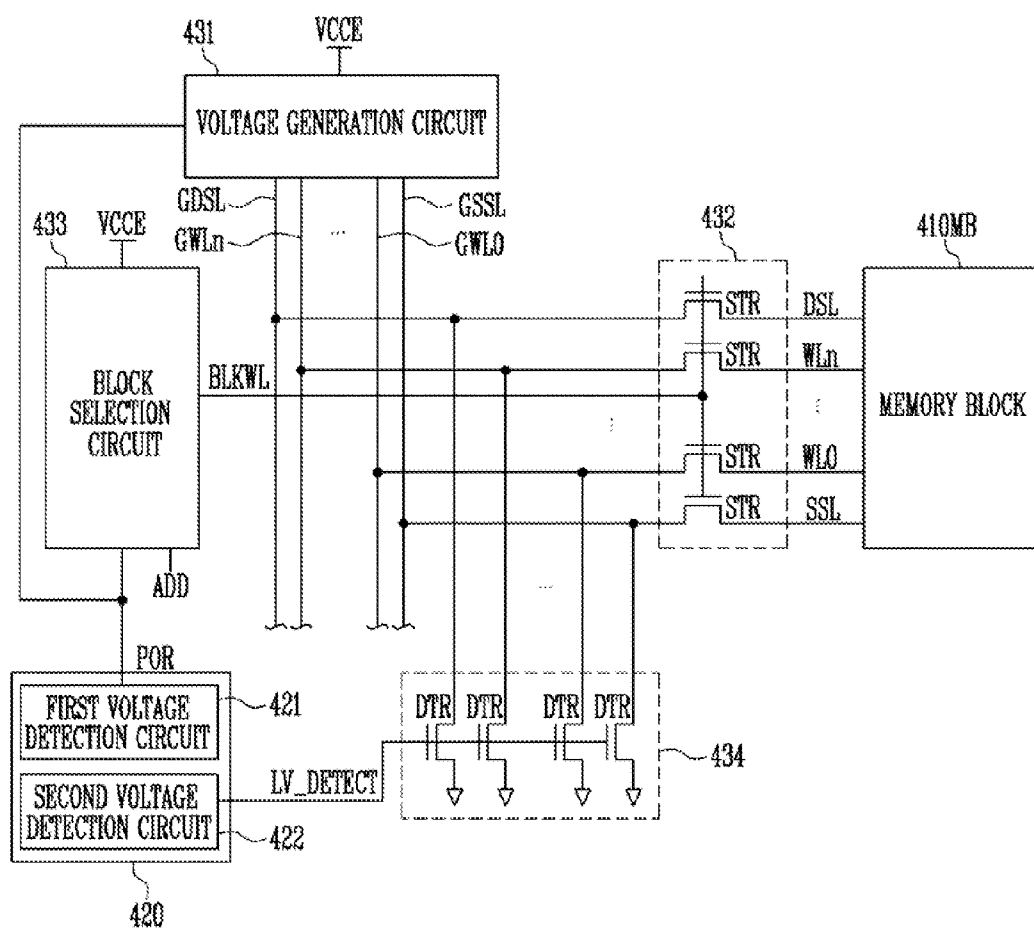 431
VCCE
VOLTAGE GENERATION CIRCUIT
GDSL
GSSL
GWLn
...
GWL0
433
VCCE
432
410MB
STR
DSL
STR
WLn
BLOCK
SELECTION
CIRCUIT
BLKWL
MEMORY BLOCK
STR
WL0
STR
SSL
ADD
...
POR
FIRST VOLTAGE
DETECTION CIRCUIT
421
DTR
DTR
DTR
DTR
434
LV_DETECT
SECOND VOLTAGE
DETECTION CIRCUIT
422
420